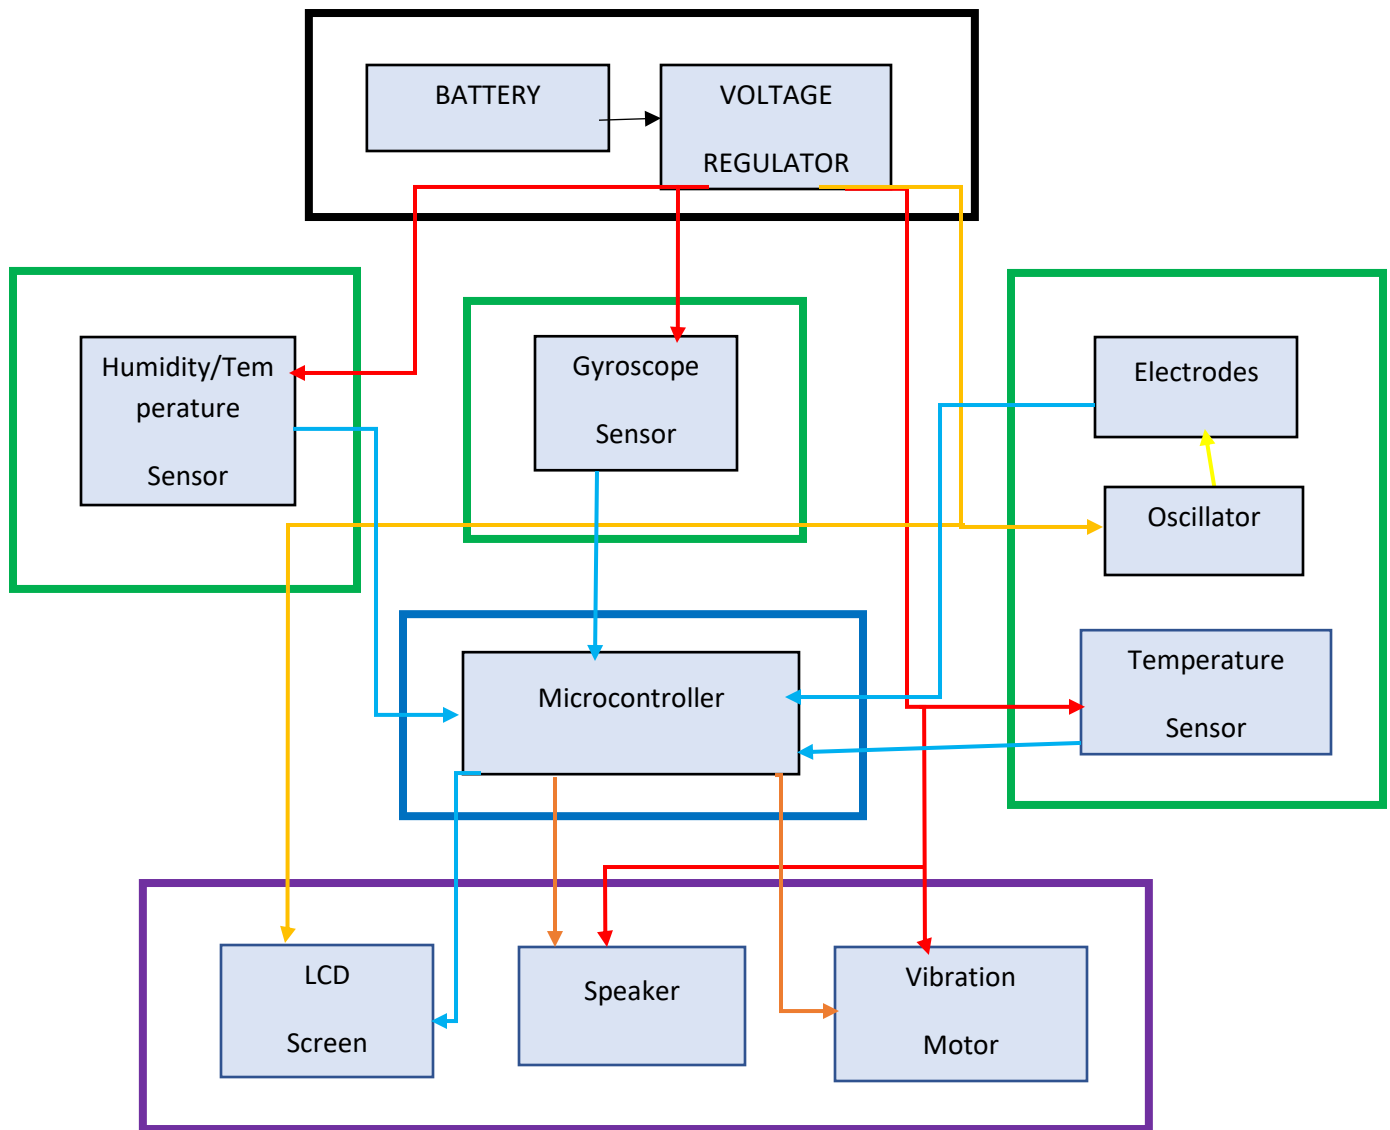 BATTERY
VOLTAGE
REGULATOR
Humidity/Tem
perature
Sensor
Gyroscope
Sensor
Electrodes
Oscillator
Temperature
Sensor
Microcontroller
LCD
Screen
Speaker
Vibration
Motor